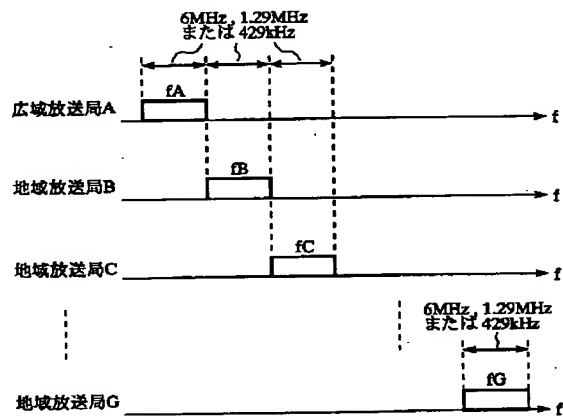 6MHz , 1.29MHz
または 429kHz
広域放送局A
fA
f
地域放送局B
fB
f
地域放送局C
fC
f
6MHz , 1.29MHz
または 429kHz
地域放送局G
fG
f